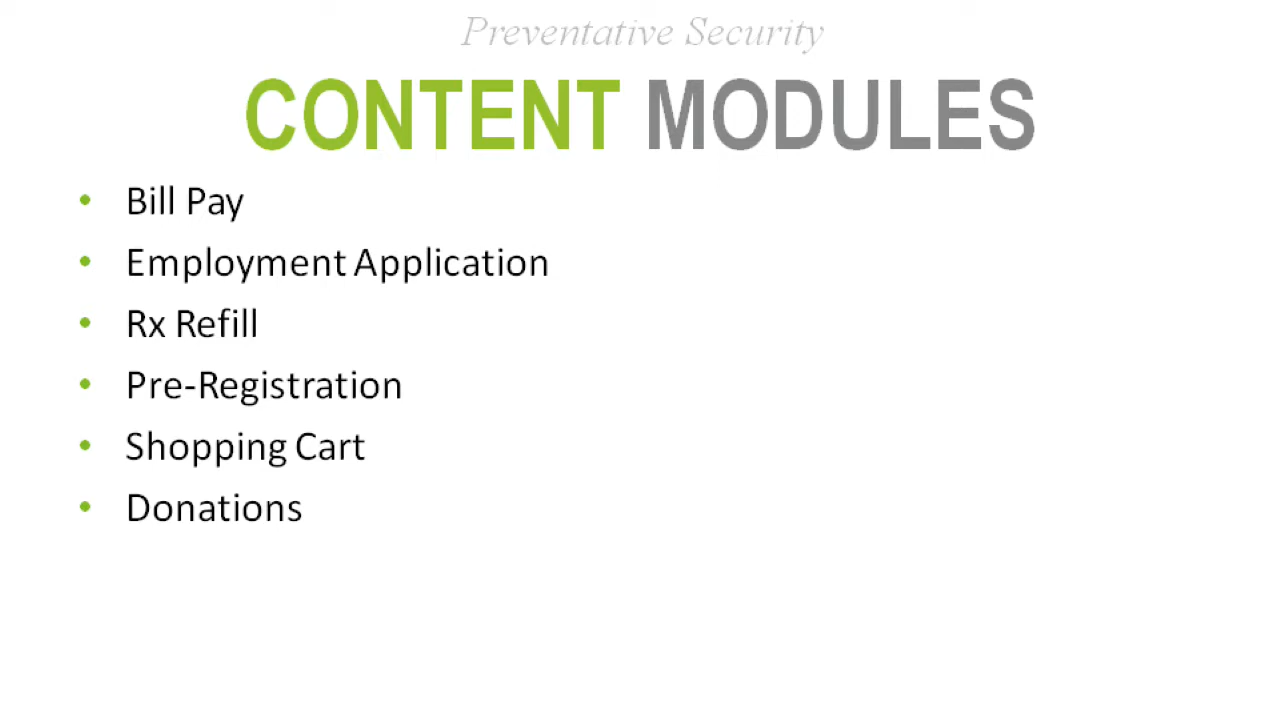 Preventative Security
CONTENT MODULES
• Bill Pay
• Employment Application
• Rx Refill
• Pre-Registration
• Shopping Cart
• Donations